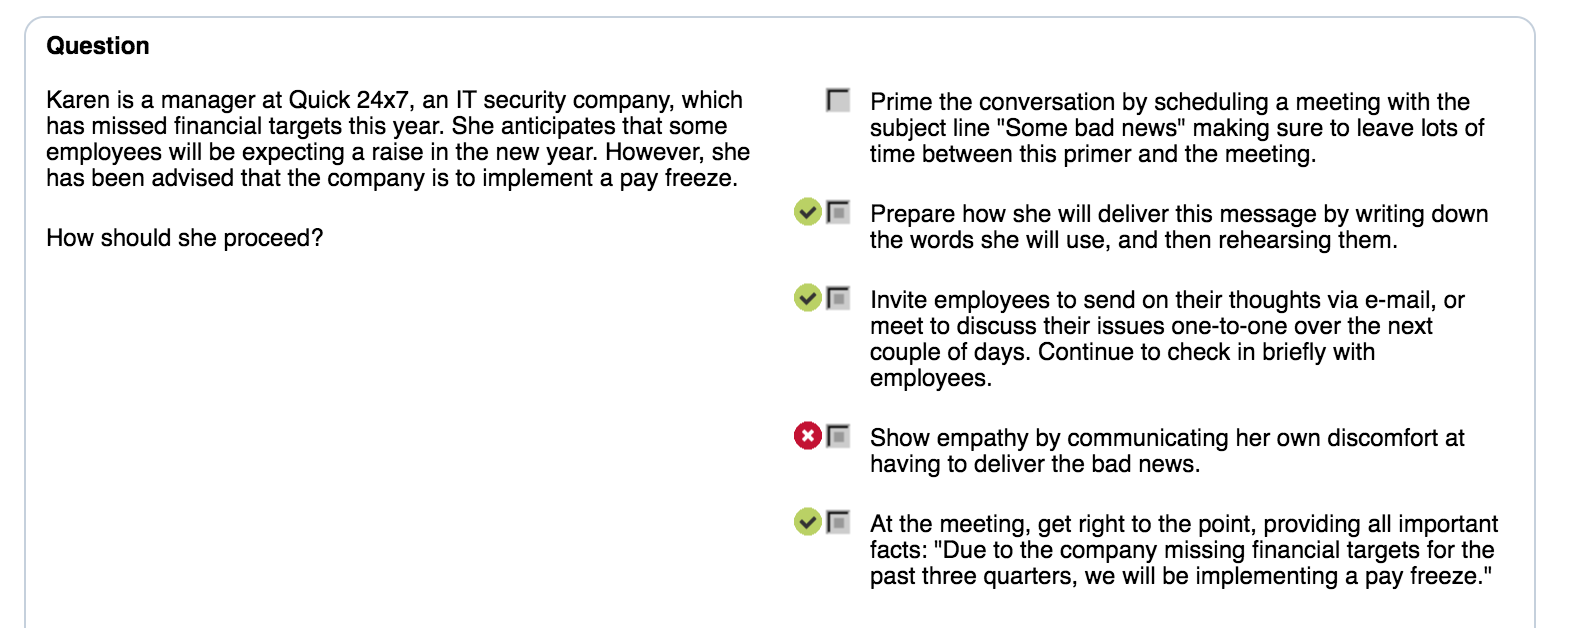 Question
Karen is a manager at Quick 24x7, an IT security company, which
has missed financial targets this year. She anticipates that some
employees will be expecting a raise in the new year. However, she
has been advised that the company is to implement a pay freeze.
How should she proceed?
Prime the conversation by scheduling a meeting with the
subject line "Some bad news" making sure to leave lots of
time between this primer and the meeting.
Prepare how she will deliver this message by writing down
the words she will use, and then rehearsing them.
Invite employees to send on their thoughts via e-mail, or
meet to discuss their issues one-to-one over the next
couple of days. Continue to check in briefly with
employees.
Show empathy by communicating her own discomfort at
having to deliver the bad news.
At the meeting, get right to the point, providing all important
facts: "Due to the company missing financial targets for the
past three quarters, we will be implementing a pay freeze."